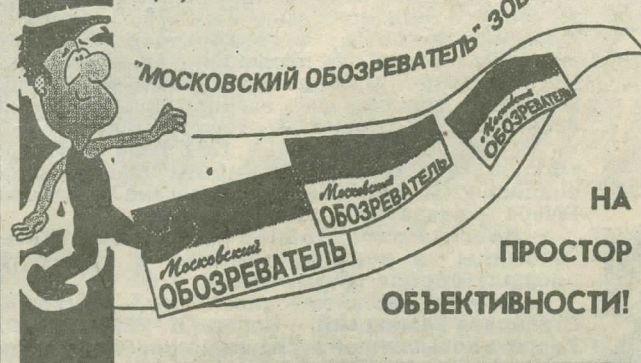 "МОСКОВСКИЙ ОБОЗРЕВАТЕЛЬ"
Московский
ОБОЗРЕВАТЕЛЬ
Московский
ОБОЗРЕВАТЕЛЬ
Московский
ОБОЗРЕВАТЕЛЬ
НА
ПРОСТОР
ОБЪЕКТИВНОСТИ!